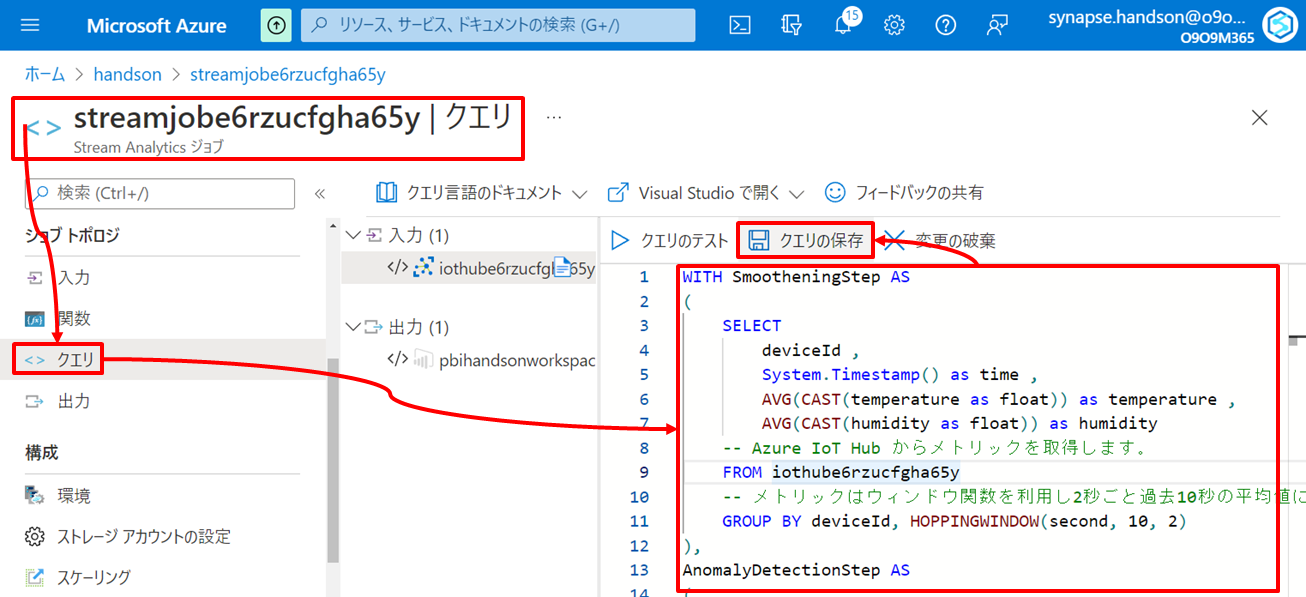 Microsoft Azure
リソース、サービス、ドキュメントの検索 (G+/)
15
synapse.handson@o9o...
O9O9M365
ホーム > handson > streamjobe6rzucfgha65y
<> streamjobe6rzucfgha65y | クエリ ...
Stream Analytics ジョブ
検索 (Ctrl+/)
«
クエリ言語のドキュメント
Visual Studio で開く
フィードバックの共有
ジョブ トポロジ
入力
関数
<> クエリ
出力
構成
環境
ストレージ アカウントの設定
スケーリング
入力 (1)
</> iothube6rzucfgha65y
出力 (1)
</> pbihandsonworkspac
クエリのテスト
クエリの保存
変更の破棄
1 WITH SmootheningStep AS
2 (
3 SELECT
4 deviceId ,
5 System.Timestamp() as time ,
6 AVG(CAST(temperature as float)) as temperature ,
7 AVG(CAST(humidity as float)) as humidity
8 -- Azure IoT Hub からメトリックを取得します。
9 FROM iothube6rzucfgha65y
10 -- メトリックはウィンドウ関数を利用し2秒ごと過去10秒の平均値に
11 GROUP BY deviceId, HOPPINGWINDOW(second, 10, 2)
12 ),
13 AnomalyDetectionStep AS
14 (